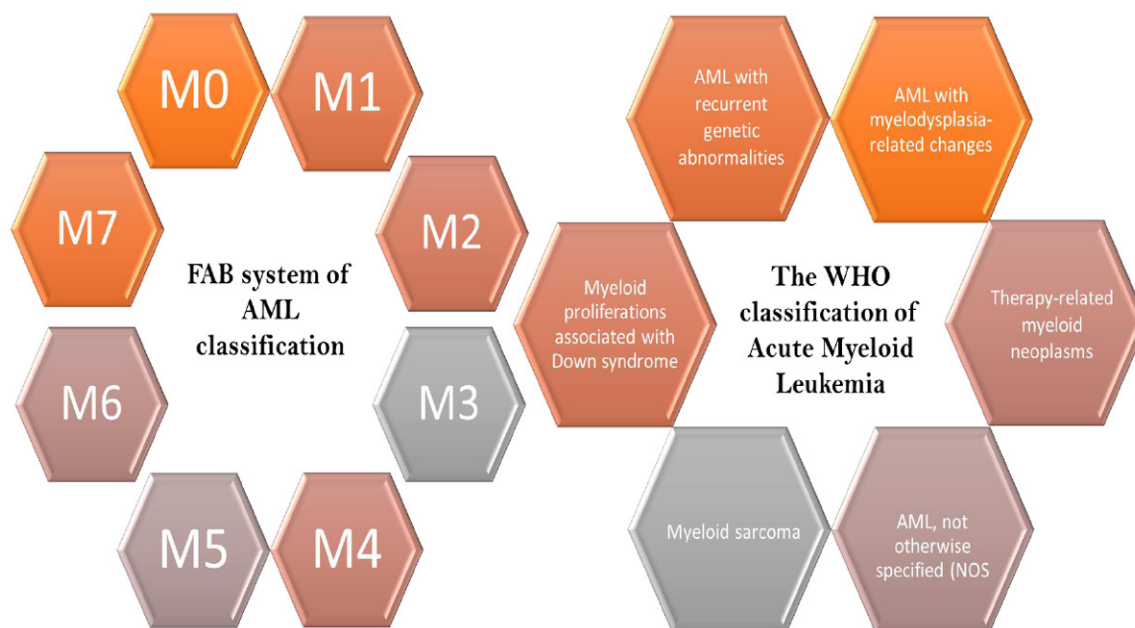 M0
M1
M2
M3
M4
M5
M6
M7
FAB system of
AML
classification
AML with
recurrent
genetic
abnormalities
AML with
myelodysplasia-
related changes
Therapy-related
myeloid
neoplasms
AML, not
otherwise
specified (NOS
Myeloid sarcoma
Myeloid
proliferations
associated with
Down syndrome
The WHO
classification of
Acute Myeloid
Leukemia